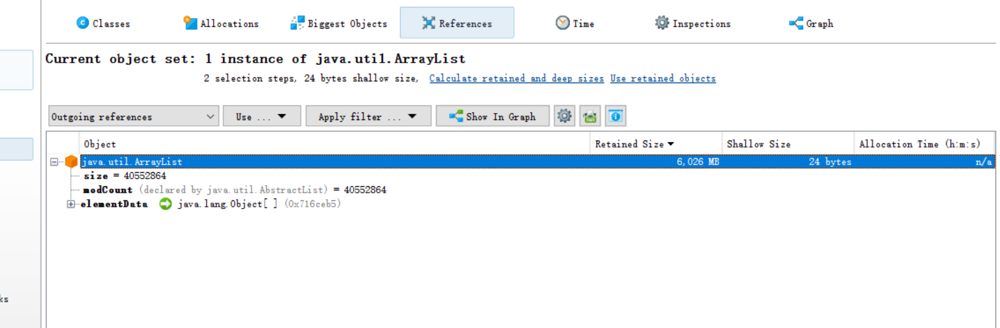 Classes Allocations Biggest Objects References Time Inspections Graph
Current object set: 1 instance of java.util.ArrayList
2 selection steps, 24 bytes shallow size, Calculate retained and deep sizes Use retained objects
Outgoing references Use ... Apply filter ... Show In Graph
Object Retained Size Shallow Size Allocation Time (h:m:s)
java.util.ArrayList 6,026 MB 24 bytes n/a
size = 40552864
modCount (declared by java.util.AbstractList) = 40552864
elementData java.lang.Object[ ] (0x716ceb5)
ks